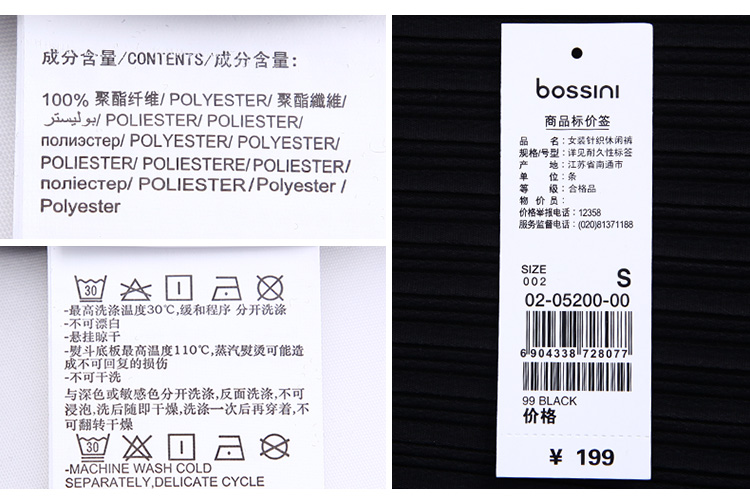 成分含量/CONTENTS/成分含量:
100% 聚酯纤维/ POLYESTER/ 聚酯纖維/
بوليستر/ POLIESTER/ POLIESTER/
полиэстер/ POLYESTER/ POLYESTER/
POLIESTER/ POLIESTERE/ POLIESTER/
поліестер/ POLIESTER/Polyester /
Polyester
30
-最高洗涤温度30℃,缓和程序 分开洗涤
-不可漂白
-悬挂晾干
-熨斗底板最高温度110℃,蒸汽熨烫可能造
成不可回复的损伤
-不可干洗
与深色或敏感色分开洗涤,反面洗涤,不可
浸泡,洗后随即干燥,洗涤一次后再穿着,不
可翻转干燥
30
-MACHINE WASH COLD
SEPARATELY,DELICATE CYCLE
bossini
商品标价签
品 名: 女装针织休闲裤
规格/号型: 详见耐久性标签
产 地: 江苏省南通市
单 位: 条
等 级: 合格品
物 价 员:
价格举报电话: 12358
服务监督电话: (020)81371188
SIZE
002 S
02-05200-00
6 904338 728077
99 BLACK
价格
¥ 199